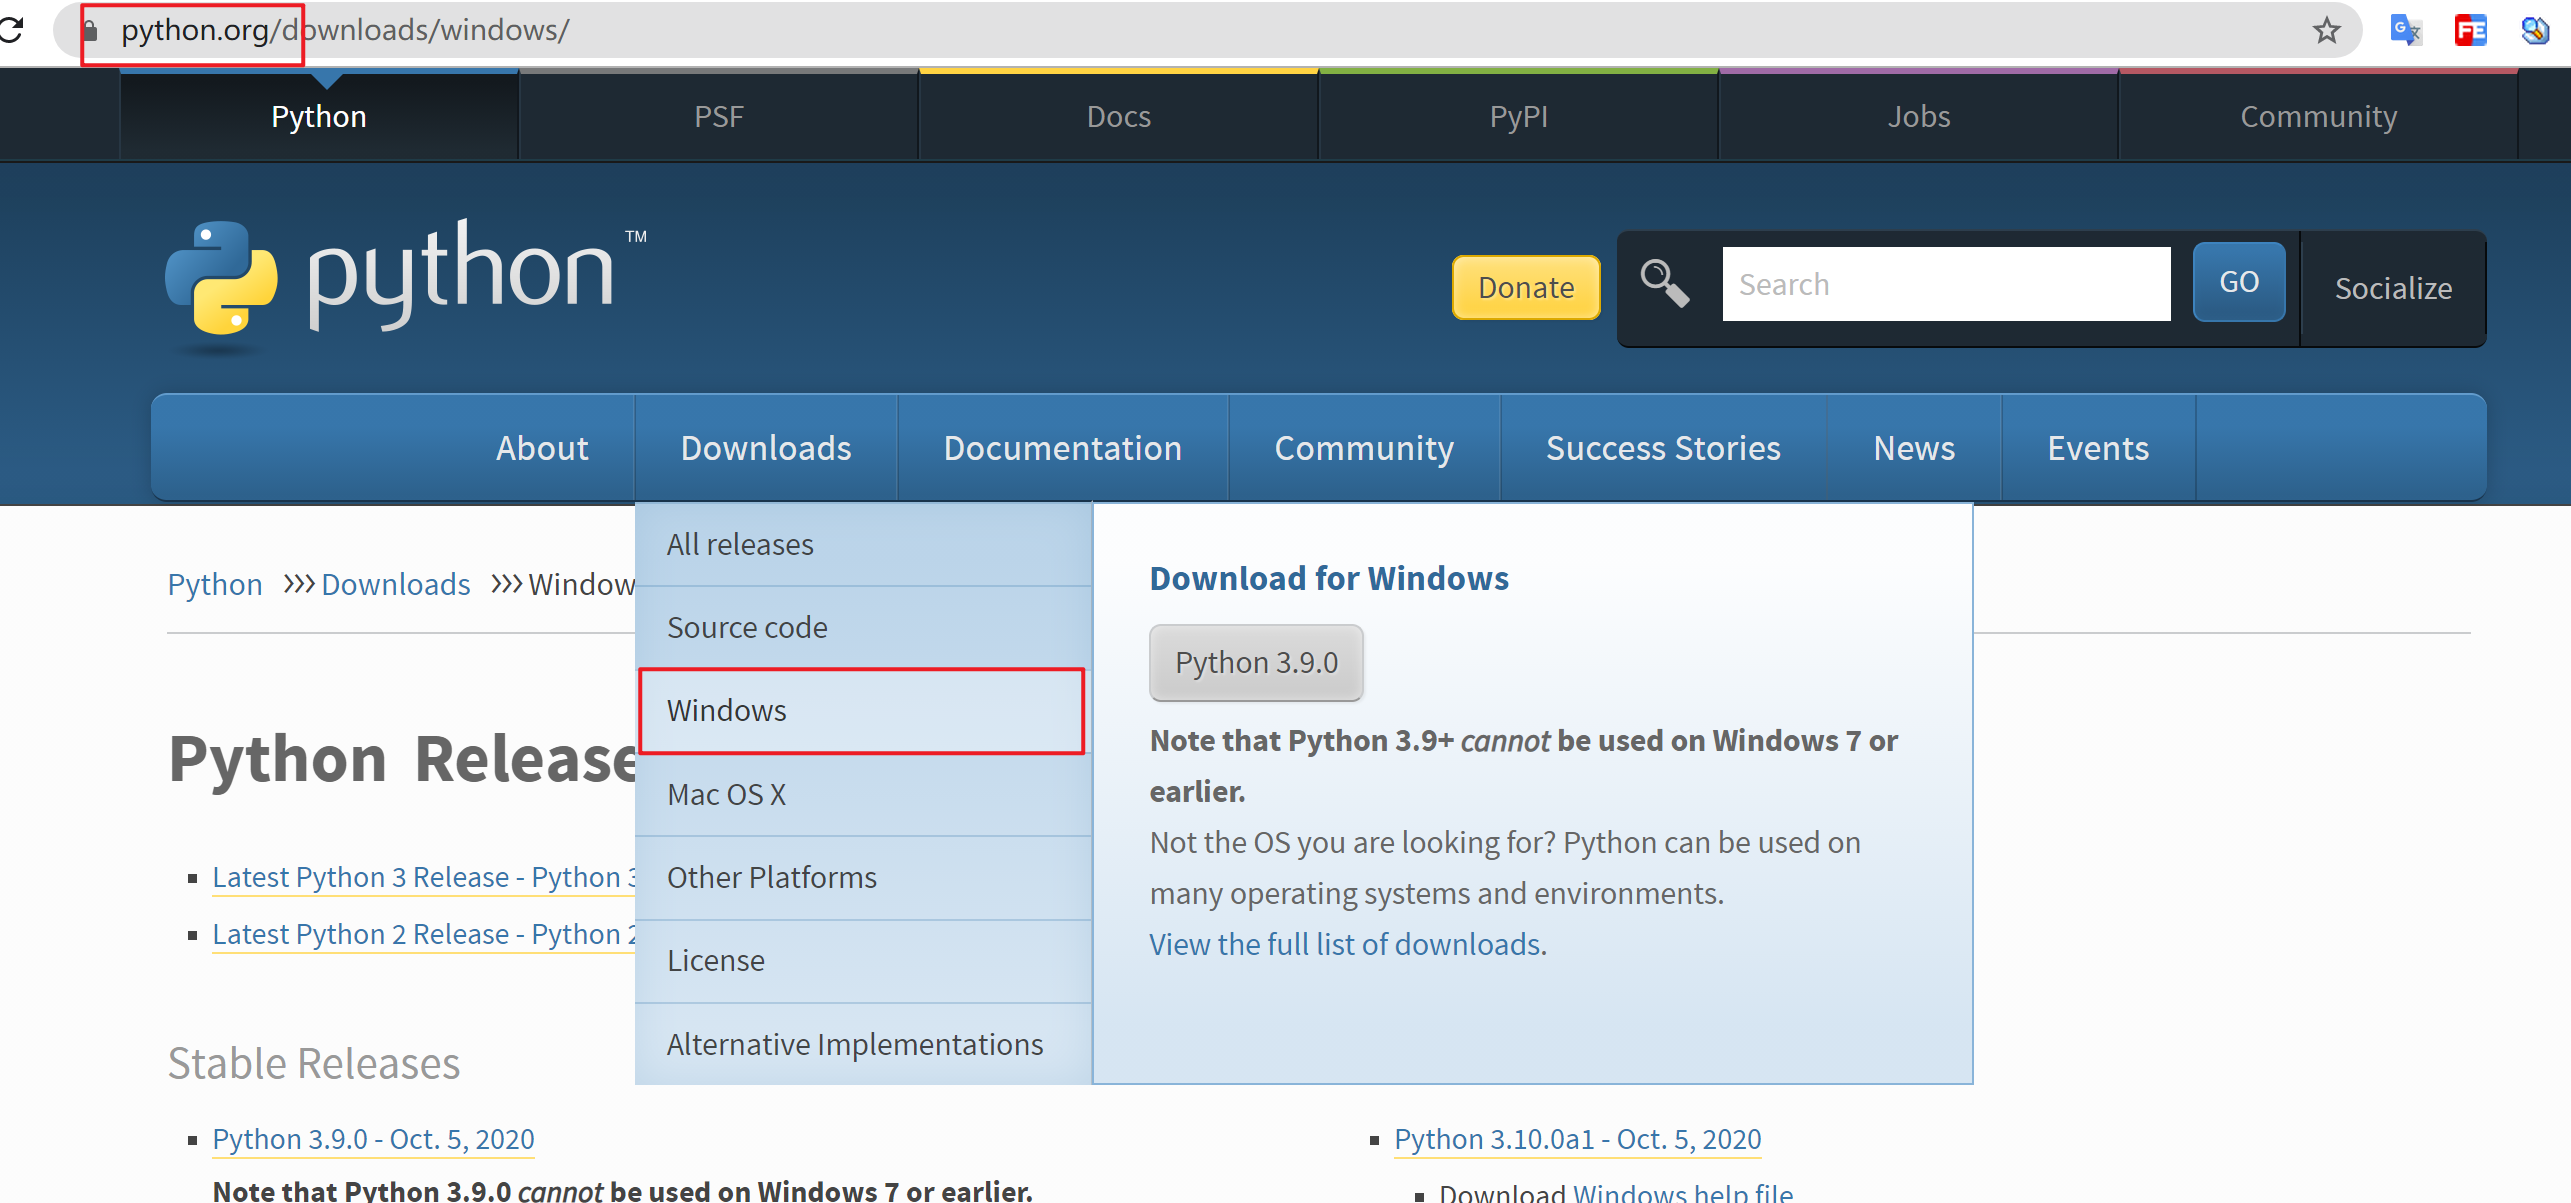 python.org/downloads/windows/
Python PSF Docs PyPI Jobs Community
python™
Donate Search GO Socialize
About Downloads Documentation Community Success Stories News Events
All releases
Source code
Windows
Mac OS X
Other Platforms
License
Alternative Implementations
Download for Windows
Python 3.9.0
Note that Python 3.9+ cannot be used on Windows 7 or
earlier.
Not the OS you are looking for? Python can be used on
many operating systems and environments.
View the full list of downloads.
Python >>> Downloads >>> Window
Python Release
Latest Python 3 Release - Python 3
Latest Python 2 Release - Python 2
Stable Releases
Python 3.9.0 - Oct. 5, 2020
Note that Python 3.9.0 cannot be used on Windows 7 or earlier.
Python 3.10.0a1 - Oct. 5, 2020
Download Windows help file